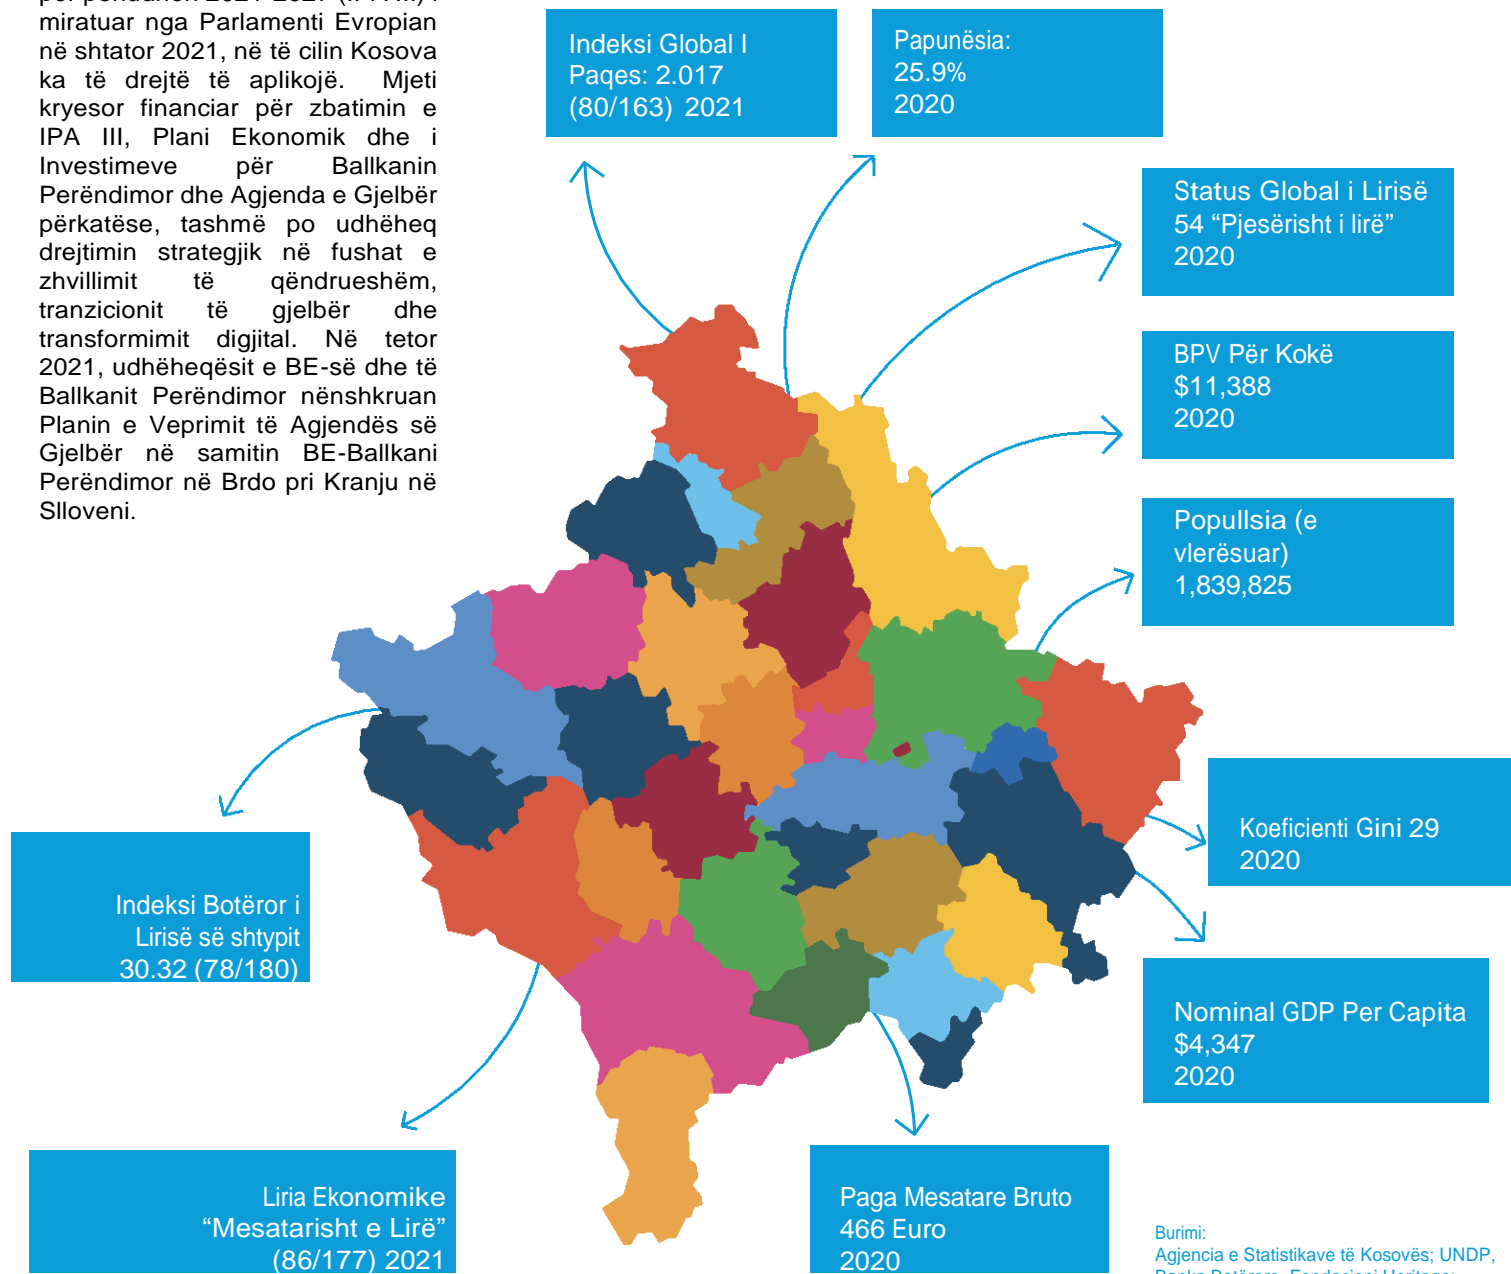 miratuar nga Parlamenti Evropian
në shtator 2021, në të cilin Kosova
ka të drejtë të aplikojë. Mjeti
kryesor financiar për zbatimin e
IPA III, Plani Ekonomik dhe i
Investimeve për Ballkanin
Perëndimor dhe Agjenda e Gjelbër
përkatëse, tashmë po udhëheq
drejtimin strategjik në fushat e
zhvillimit të qëndrueshëm,
tranzicionit të gjelbër dhe
transformimit digjital. Në tetor
2021, udhëheqësit e BE-së dhe të
Ballkanit Perëndimor nënshkruan
Planin e Veprimit të Agjendës së
Gjelbër në samitin BE-Ballkani
Perëndimor në Brdo pri Kranju në
Slloveni.
Indeksi Global I
Paqes: 2.017
(80/163) 2021
Papunësia:
25.9%
2020
Status Global i Lirisë
54 “Pjesërisht i lirë”
2020
BPV Për Kokë
$11,388
2020
Popullsia (e
vlerësuar)
1,839,825
Koeficienti Gini 29
2020
Indeksi Botëror i
Lirisë së shtypit
30.32 (78/180)
Nominal GDP Per Capita
$4,347
2020
Liria Ekonomike
“Mesatarisht e Lirë”
(86/177) 2021
Paga Mesatare Bruto
466 Euro
2020
Burimi:
Agjencia e Statistikave të Kosovës; UNDP,